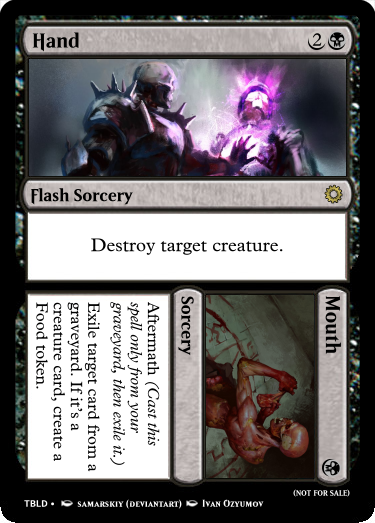 Hand
2
Flash Sorcery
Destroy target creature.
Mouth
Sorcery
Aftermath (Cast this
spell only from your
graveyard, then exile it.)
Exile target card from a
graveyard. If it's a
creature card, create a
Food token.
(NOT FOR SALE)
TBLD • SAMARSKIY (DEVIANTART) IVAN OZYUMOV